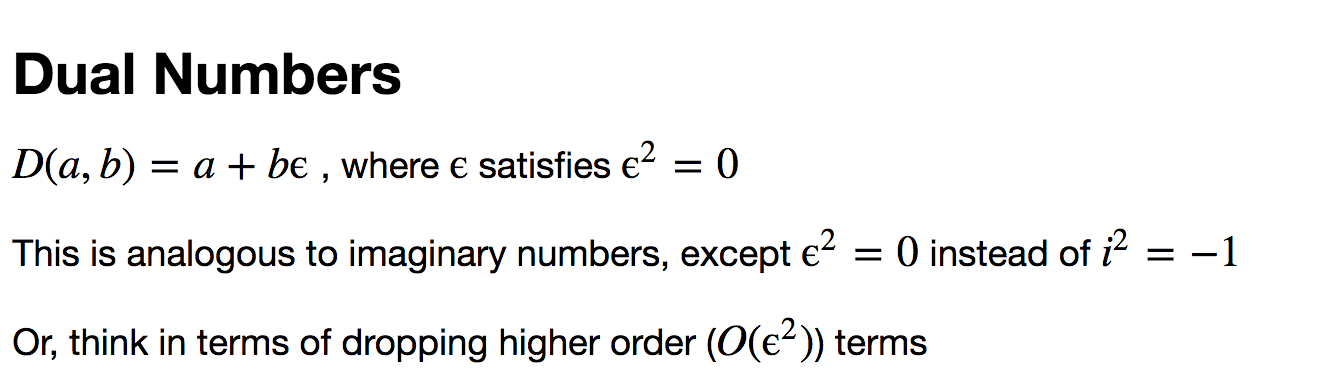 Dual Numbers
D(a, b) = a + bϵ , where ϵ satisfies ϵ² = 0
This is analogous to imaginary numbers, except ϵ² = 0 instead of i² = −1
Or, think in terms of dropping higher order (O(ϵ²)) terms